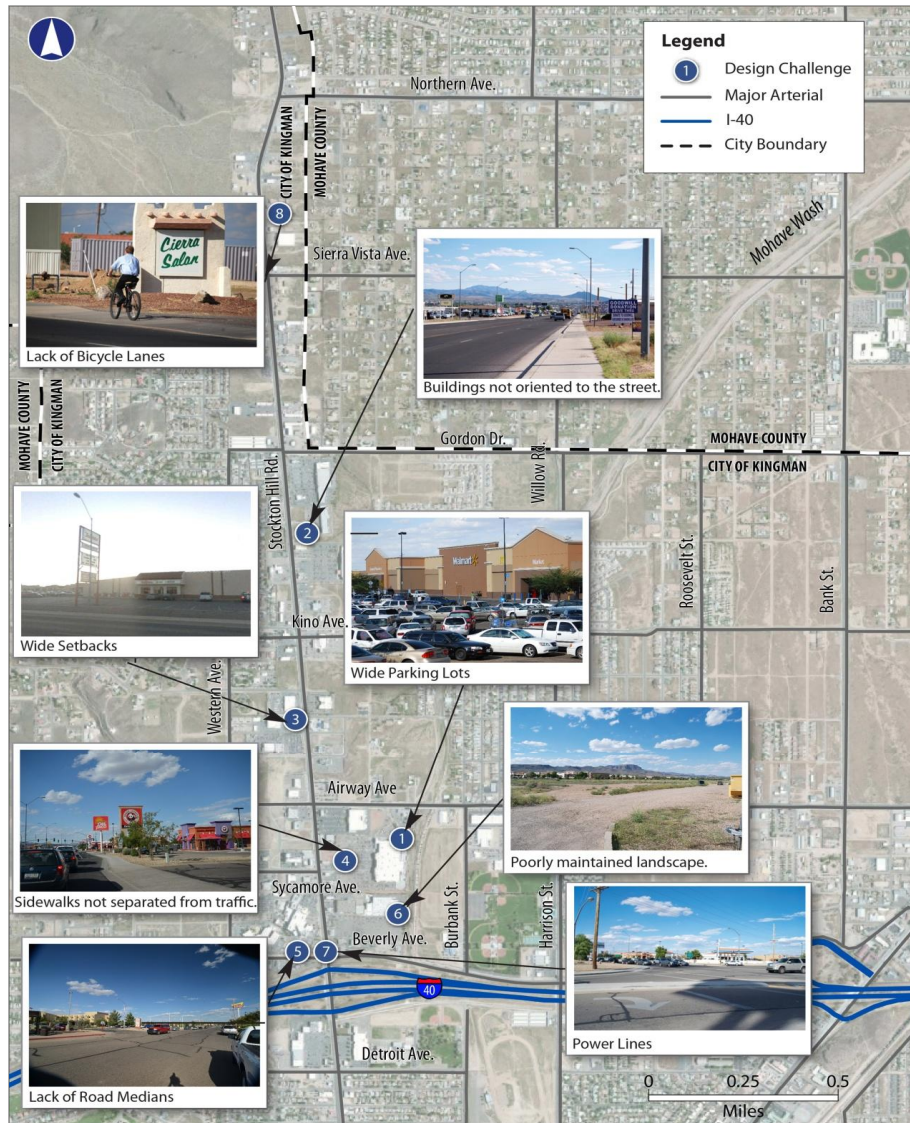 Legend
1 Design Challenge
Major Arterial
I-40
City Boundary
Northern Ave.
CITY OF KINGMAN
MOHAVE COUNTY
8
Cierra
Salon
Lack of Bicycle Lanes
Sierra Vista Ave.
Mohave Wash
GOODWILL
DONATION
Buildings not oriented to the street.
MOHAVE COUNTY
CITY OF KINGMAN
Gordon Dr.
MOHAVE COUNTY
CITY OF KINGMAN
Stockton Hill Rd.
Willow Rd.
2
Roosevelt St.
Bank St.
Wide Setbacks
Kino Ave.
Walmart
Market
Wide Parking Lots
Western Ave.
3
Airway Ave
1
4
Sidewalks not separated from traffic.
Sycamore Ave.
Poorly maintained landscape.
6
Burbank St.
Harrison St.
Beverly Ave.
5
7
40
Power Lines
Detroit Ave.
Lack of Road Medians
0 0.25 0.5
Miles